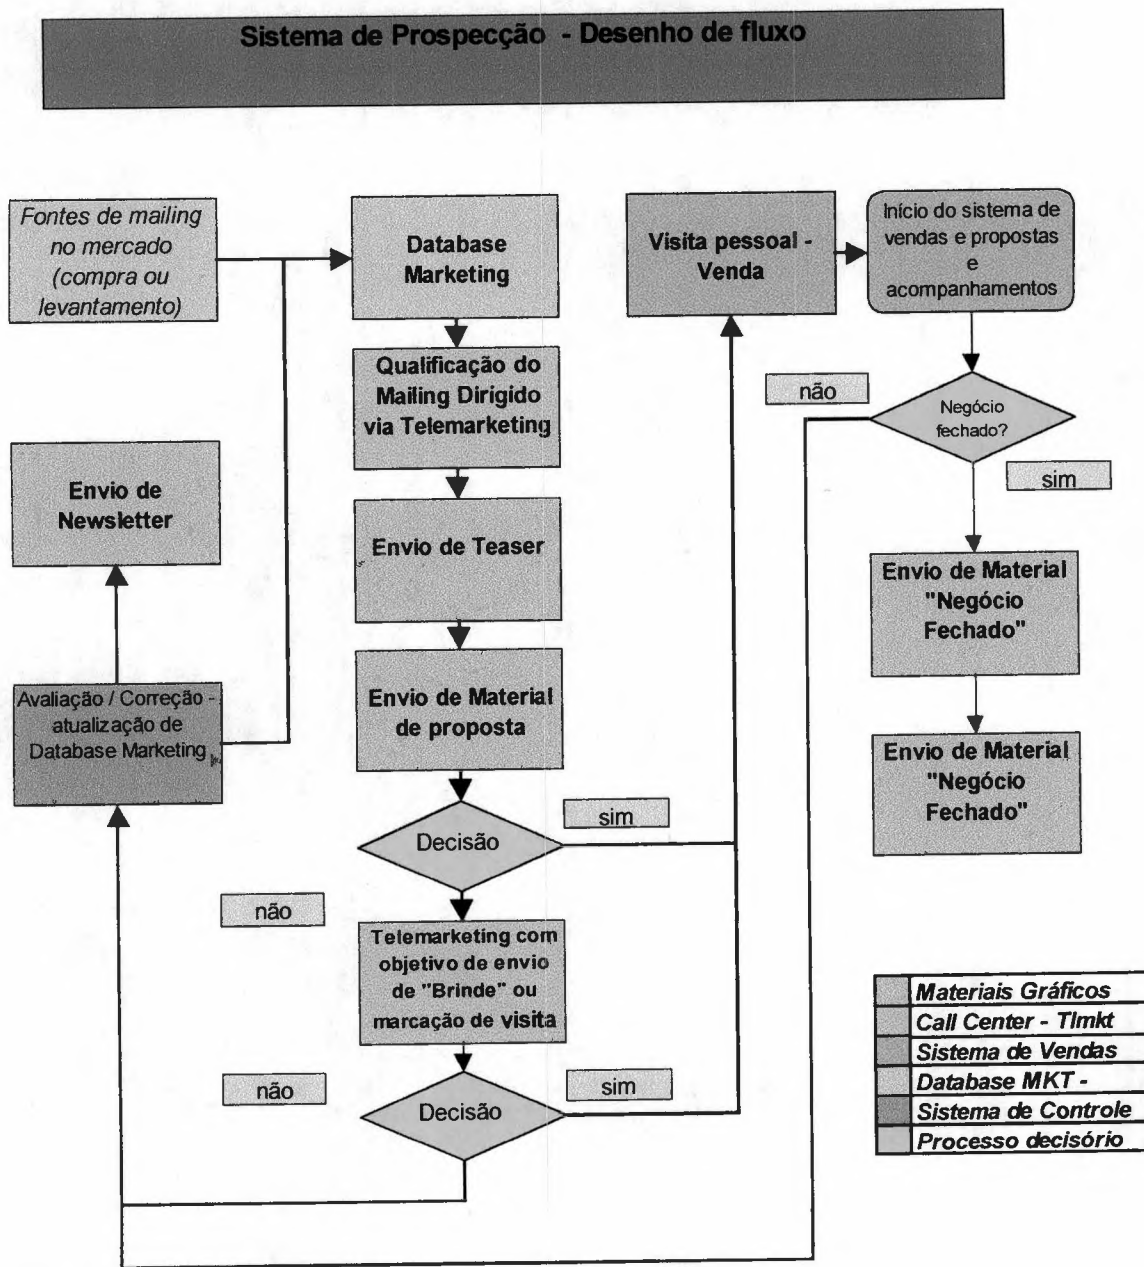 Sistema de Prospecção - Desenho de fluxo
Fontes de mailing
no mercado
(compra ou
levantamento)
Database
Marketing
Visita pessoal -
Venda
Início do sistema de
vendas e propostas
e
acompanhamentos
Qualificação do
Mailing Dirigido
via Telemarketing
não
Negócio
fechado?
sim
Envio de
Newsletter
Envio de Teaser
Envio de Material
"Negócio
Fechado"
Avaliação / Correção -
atualização de
Database Marketing
Envio de Material
de proposta
Envio de Material
"Negócio
Fechado"
Decisão
sim
não
Telemarketing com
objetivo de envio
de "Brinde" ou
marcação de visita
não
Decisão
sim
Materiais Gráficos
Call Center - Tlmkt
Sistema de Vendas
Database MKT -
Sistema de Controle
Processo decisório